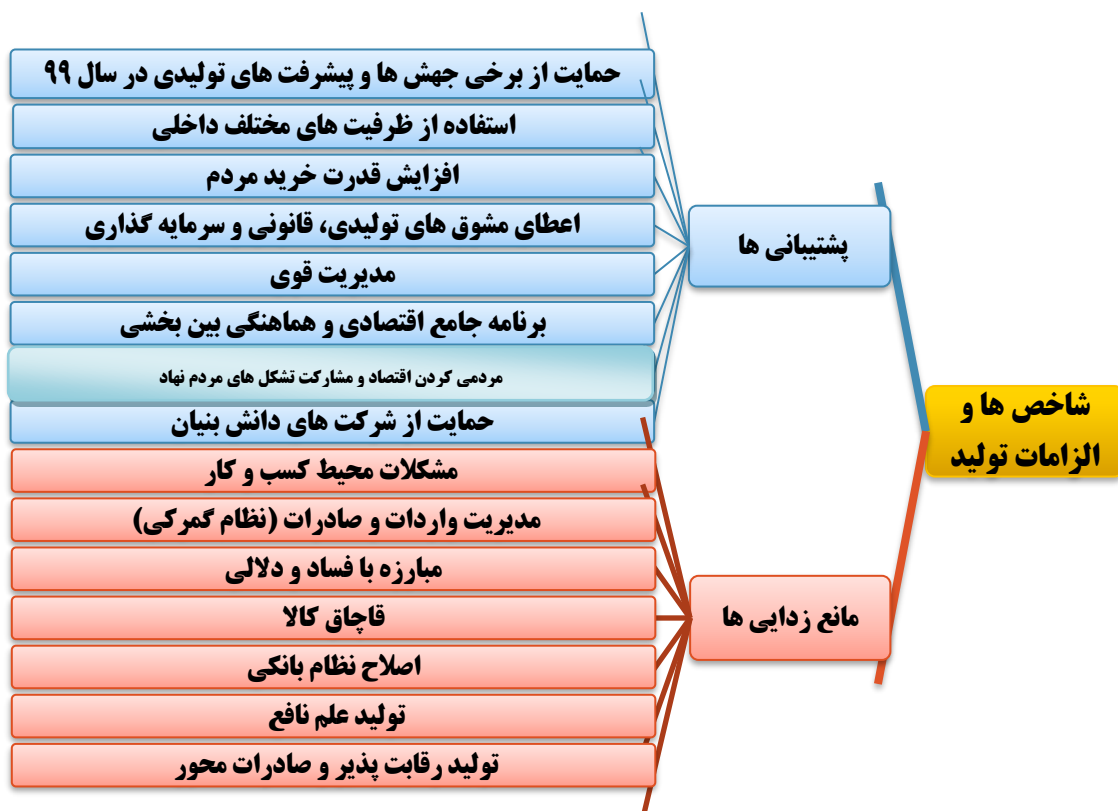 شاخص ها و
الزامات تولید
پشتیبانی ها
حمایت از برخی جهش ها و پیشرفت های تولیدی در سال ۹۹
استفاده از ظرفیت های مختلف داخلی
افزایش قدرت خرید مردم
اعطای مشوق های تولیدی، قانونی و سرمایه گذاری
مدیریت قوی
برنامه جامع اقتصادی و هماهنگی بین بخشی
مردمی کردن اقتصاد و مشارکت تشکل های مردم نهاد
حمایت از شرکت های دانش بنیان
مانع زدایی ها
مشکلات محیط کسب و کار
مدیریت واردات و صادرات (نظام گمرکی)
مبارزه با فساد و دلالی
قاچاق کالا
اصلاح نظام بانکی
تولید علم نافع
تولید رقابت پذیر و صادرات محور